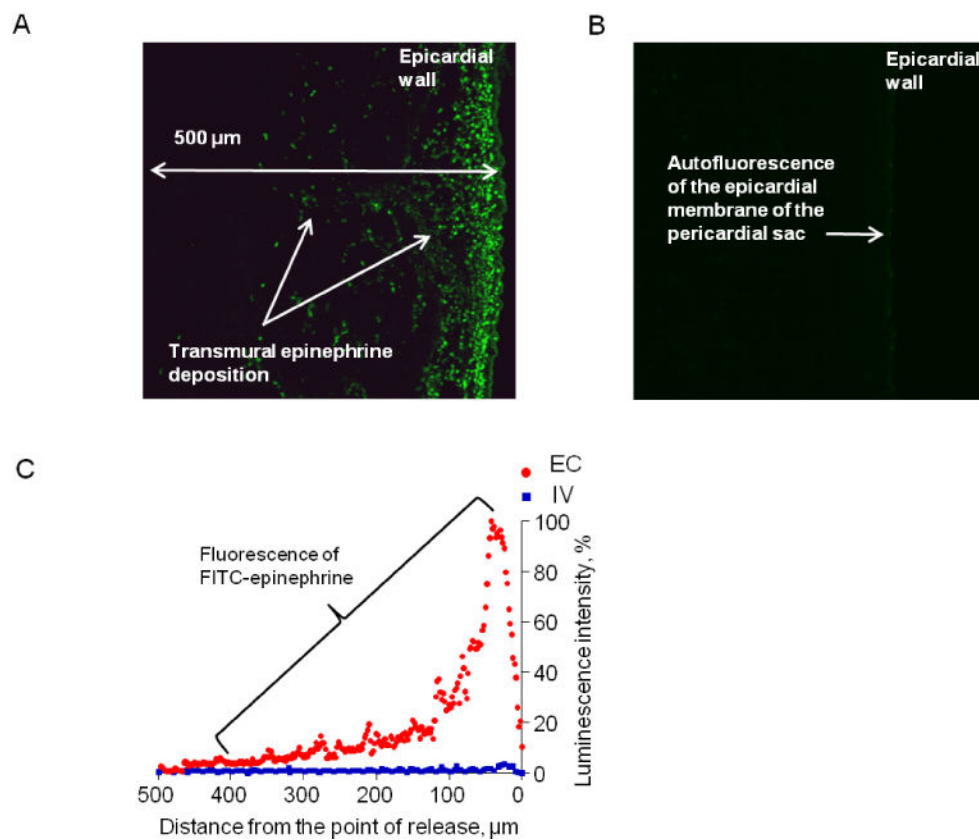 A
Epicardial
wall
500 µm
Transmural epinephrine
deposition
B
Epicardial
wall
Autofluorescence
of the epicardial
membrane of the
pericardial sac
C
EC
IV
Fluorescence of
FITC-epinephrine
100
80
60
40
20
0
Luminescence intensity, %
500
400
300
200
100
0
Distance from the point of release, µm